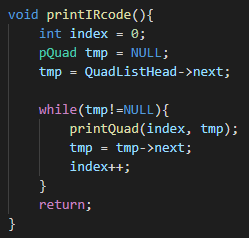 void printIRcode(){
    int index = 0;
    pQuad tmp = NULL;
    tmp = QuadListHead->next;

    while(tmp!=NULL){
        printQuad(index, tmp);
        tmp = tmp->next;
        index++;
    }
    return;
}